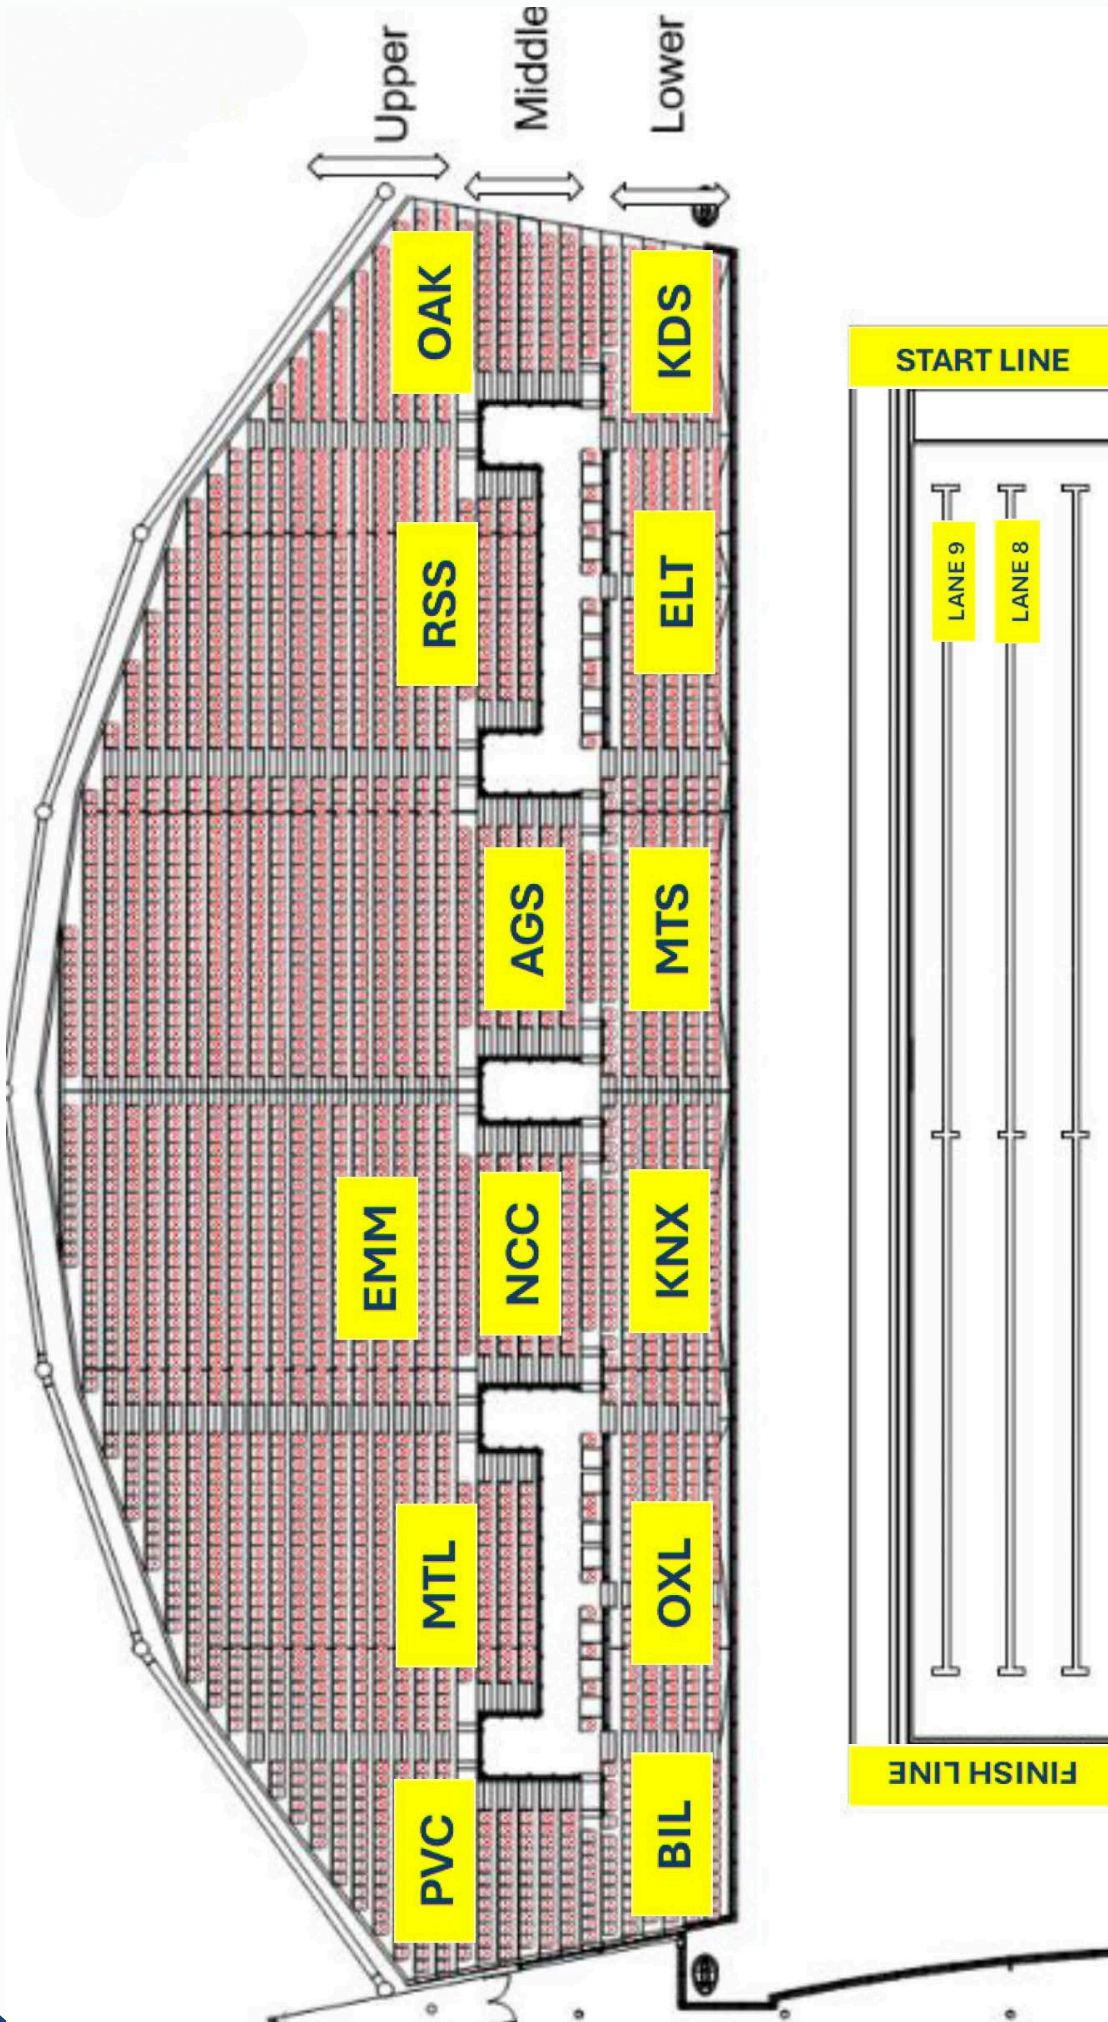 Upper
Middle
Lower
OAK
KDS
START LINE
RSS
ELT
LANE 9
LANE 8
AGS
MTS
EMM
NCC
KNX
MTL
OXL
PVC
BIL
FINISH LINE